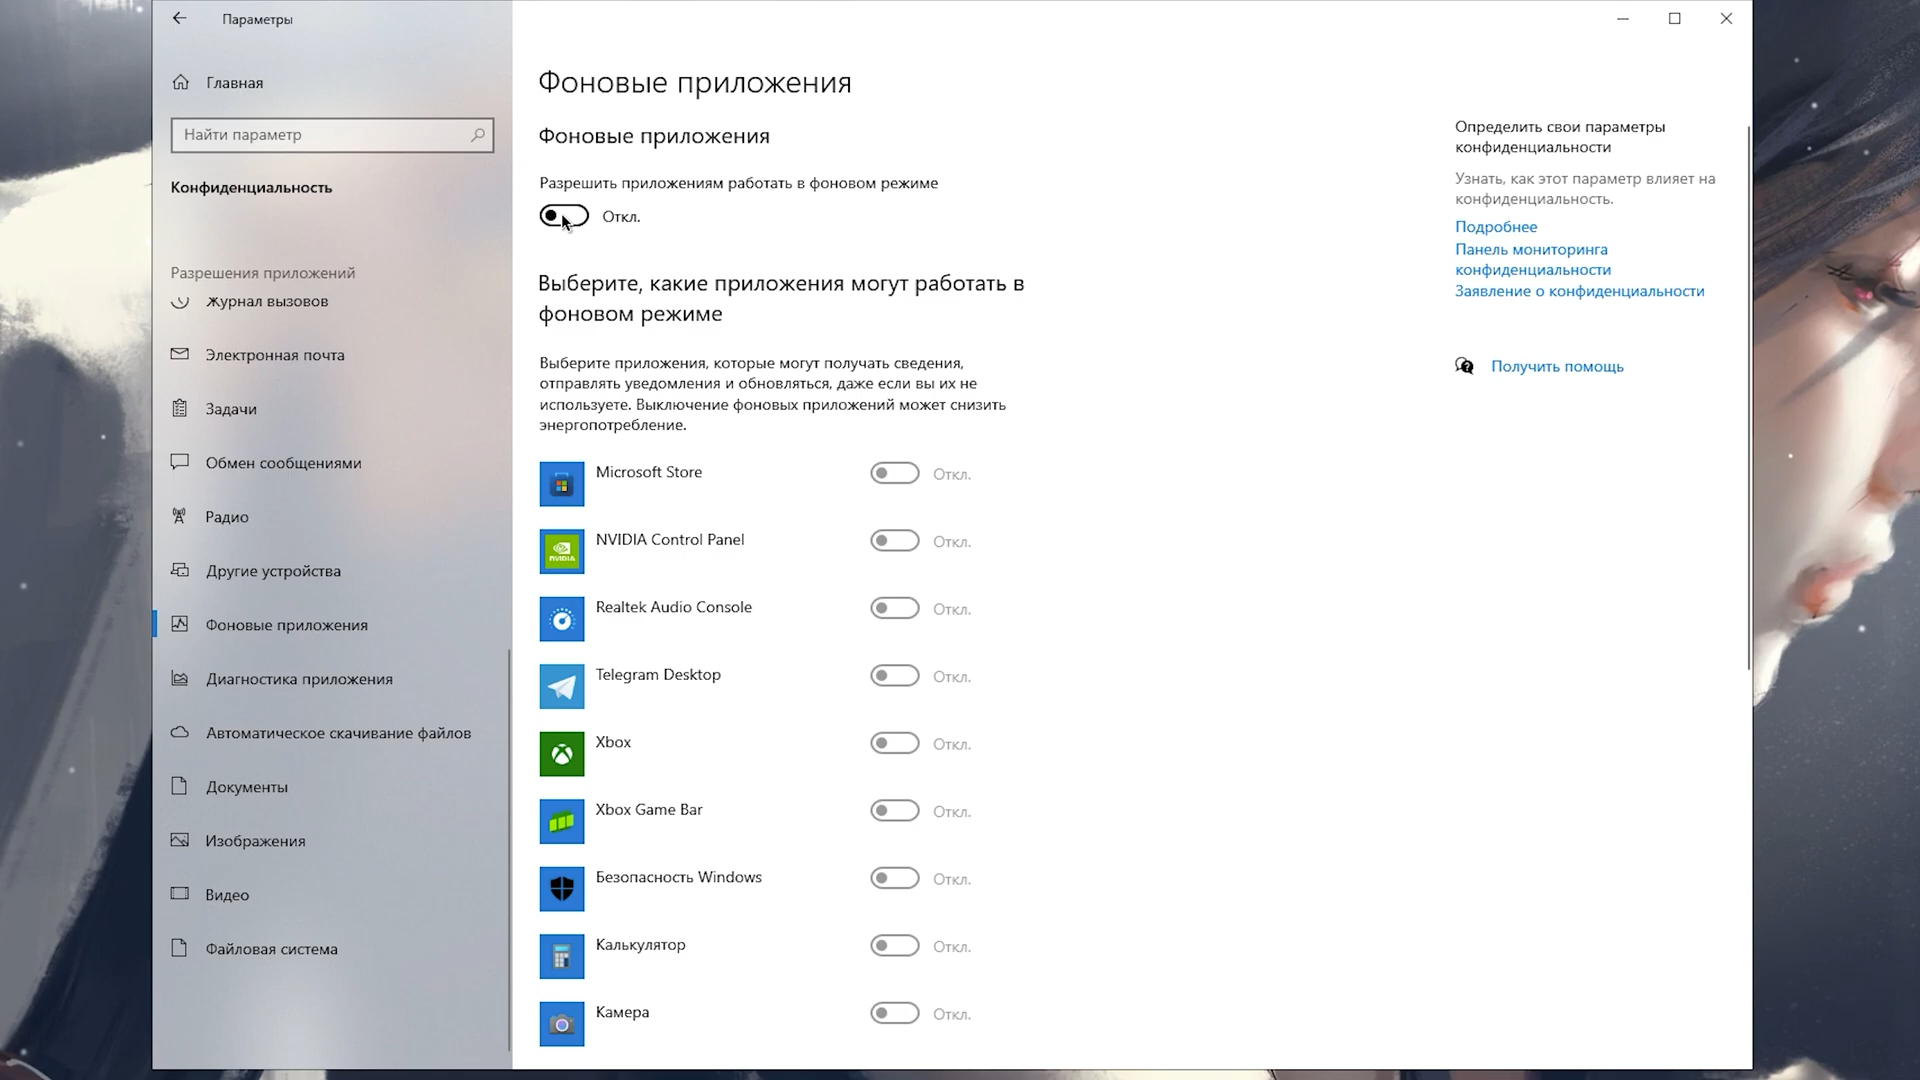 Параметры
Главная
Найти параметр
Конфиденциальность
Разрешения приложений
Журнал вызовов
Электронная почта
Задачи
Обмен сообщениями
Радио
Другие устройства
Фоновые приложения
Диагностика приложения
Автоматическое скачивание файлов
Документы
Изображения
Видео
Файловая система
Фоновые приложения
Фоновые приложения
Разрешить приложениям работать в фоновом режиме
Откл.
Выберите, какие приложения могут работать в
фоновом режиме
Выберите приложения, которые могут получать сведения,
отправлять уведомления и обновляться, даже если вы их не
используете. Выключение фоновых приложений может снизить
энергопотребление.
Microsoft Store Откл.
NVIDIA NVIDIA Control Panel Откл.
Realtek Audio Console Откл.
Telegram Desktop Откл.
Xbox Откл.
Xbox Game Bar Откл.
Безопасность Windows Откл.
Калькулятор Откл.
Камера Откл.
Определить свои параметры
конфиденциальности
Узнать, как этот параметр влияет на
конфиденциальность.
Подробнее
Панель мониторинга
конфиденциальности
Заявление о конфиденциальности
Получить помощь